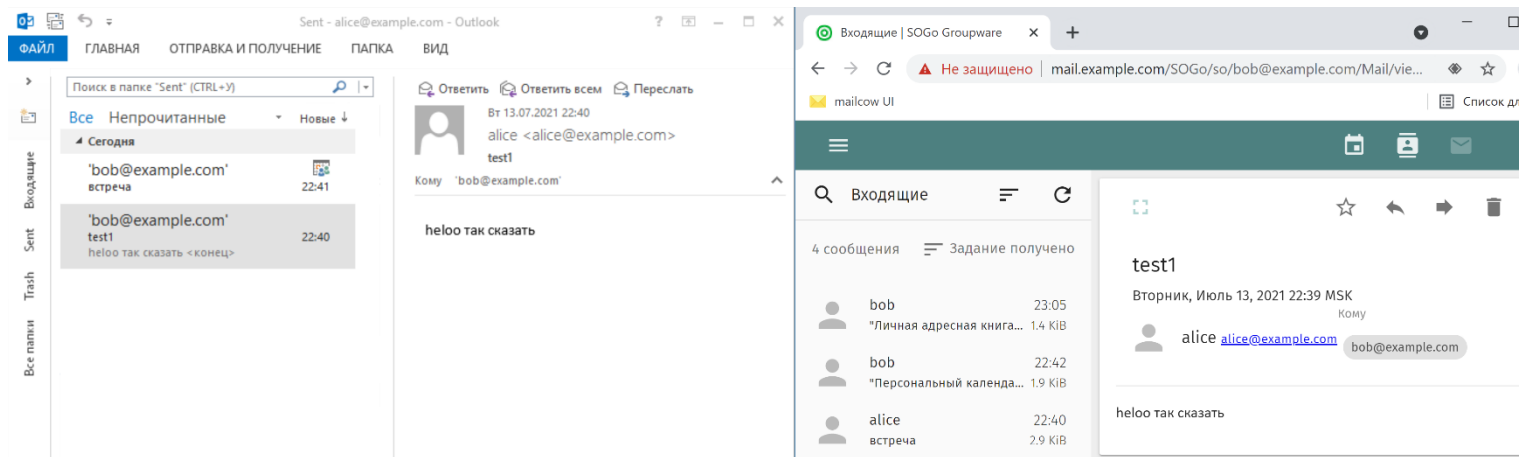 Sent - alice@example.com - Outlook
ФАЙЛ ГЛАВНАЯ ОТПРАВКА И ПОЛУЧЕНИЕ ПАПКА ВИД
Поиск в папке "Sent" (CTRL+У)
Все Непрочитанные Новые
Сегодня
'bob@example.com'
встреча 22:41
'bob@example.com'
test1 22:40
heloo так сказать <конец>
Входящие
Sent
Trash
Все папки
Ответить Ответить всем Переслать
Вт 13.07.2021 22:40
alice <alice@example.com>
test1
Кому 'bob@example.com'
heloo так сказать
Входящие | SOGo Groupware
Не защищено mail.example.com/SOGo/so/bob@example.com/Mail/vie...
mailcow UI
Список дл
Входящие
4 сообщения Задание получено
bob 23:05
"Личная адресная книга... 1.4 KiB
bob 22:42
"Персональный календа... 1.9 KiB
alice 22:40
встреча 2.9 KiB
test1
Вторник, Июль 13, 2021 22:39 MSK
Кому
alice alice@example.com bob@example.com
heloo так сказать